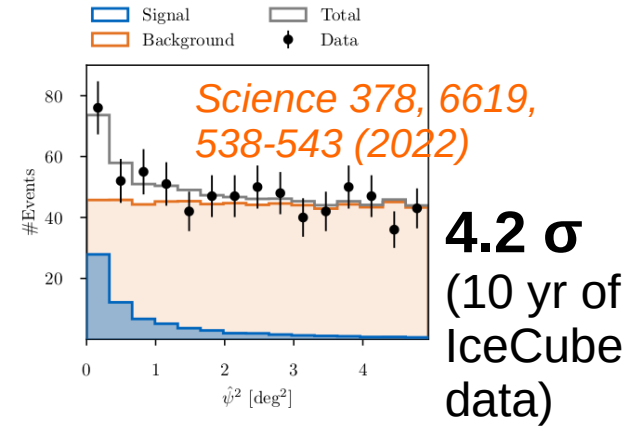 Signal
Total
Background
Data
Science 378, 6619,
538-543 (2022)
80
60
40
20
#Events
0 1 2 3 4
ψ̂² [deg²]
4.2 σ
(10 yr of
IceCube
data)